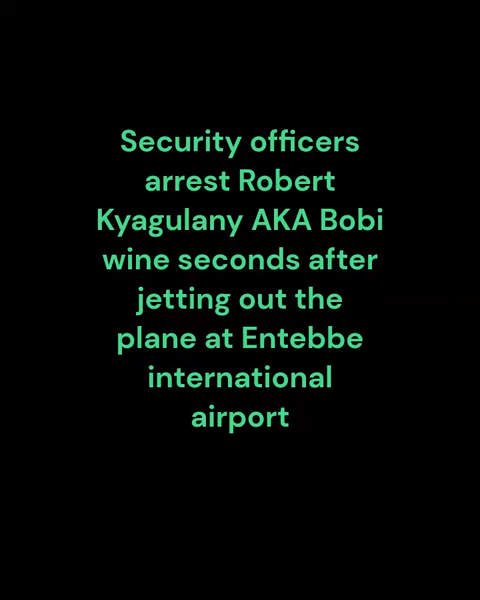 Security officers
arrest Robert
Kyagulany AKA Bobi
wine seconds after
jetting out the
plane at Entebbe
international
airport